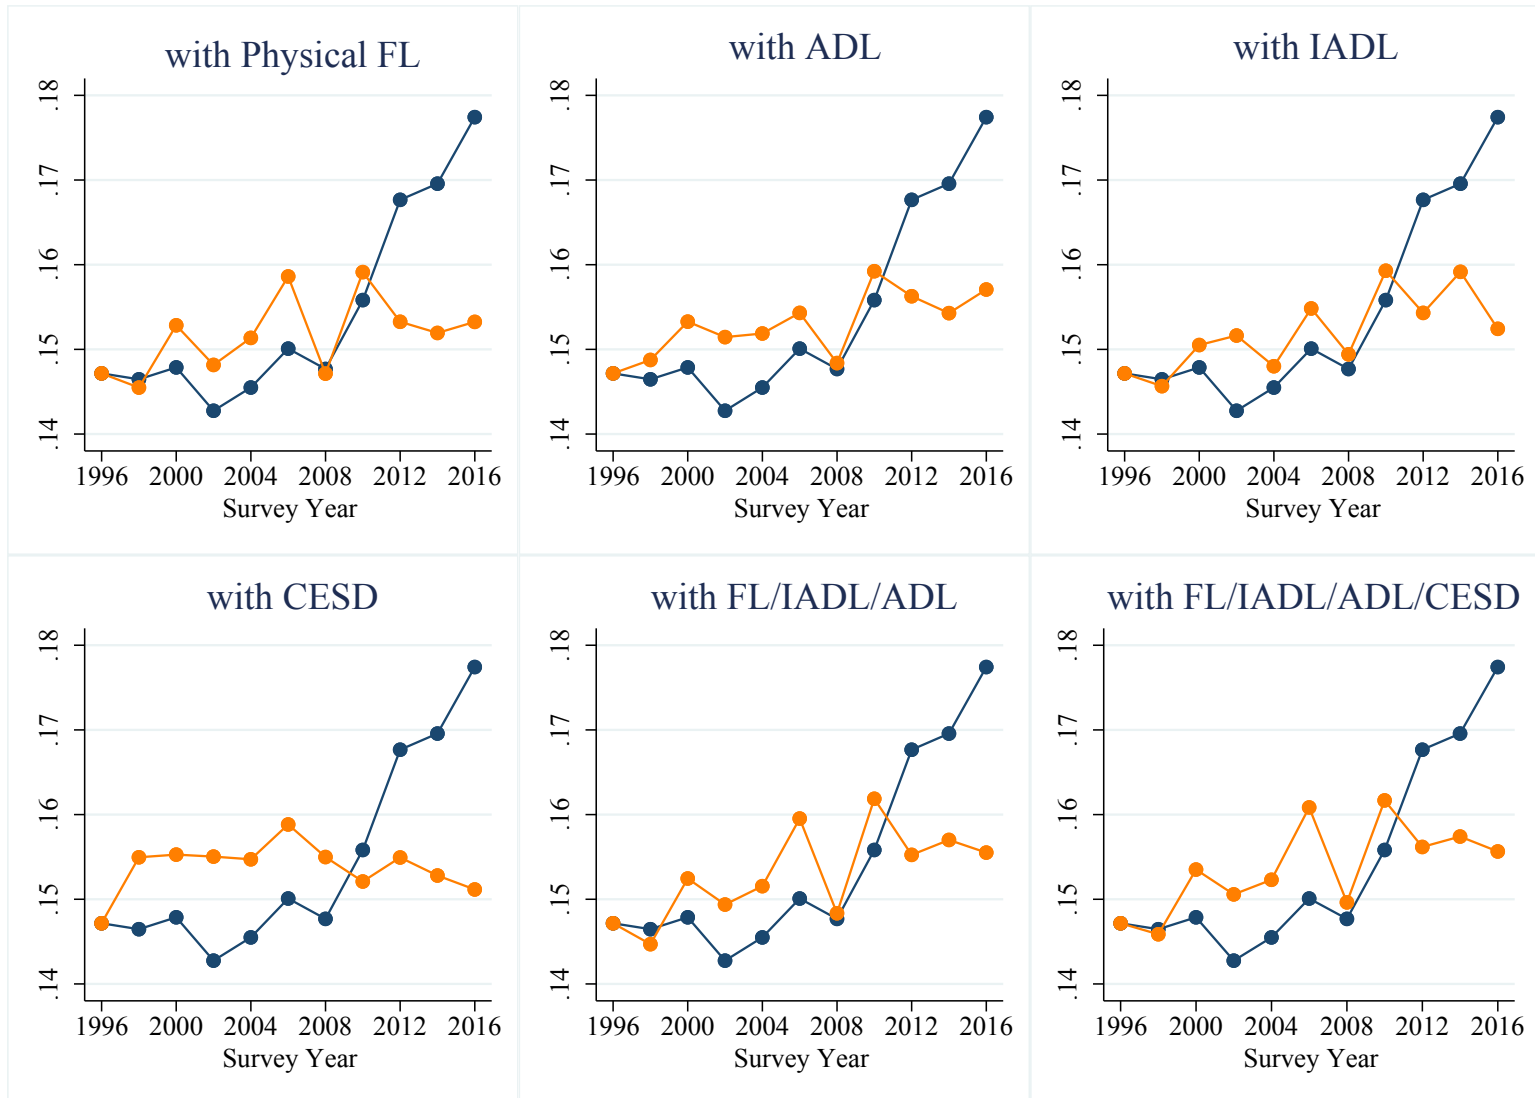 with Physical FL
.18
.17
.16
.15
.14
1996 2000 2004 2008 2012 2016
Survey Year
with ADL
.18
.17
.16
.15
.14
1996 2000 2004 2008 2012 2016
Survey Year
with IADL
.18
.17
.16
.15
.14
1996 2000 2004 2008 2012 2016
Survey Year
with CESD
.18
.17
.16
.15
.14
1996 2000 2004 2008 2012 2016
Survey Year
with FL/IADL/ADL
.18
.17
.16
.15
.14
1996 2000 2004 2008 2012 2016
Survey Year
with FL/IADL/ADL/CESD
.18
.17
.16
.15
.14
1996 2000 2004 2008 2012 2016
Survey Year